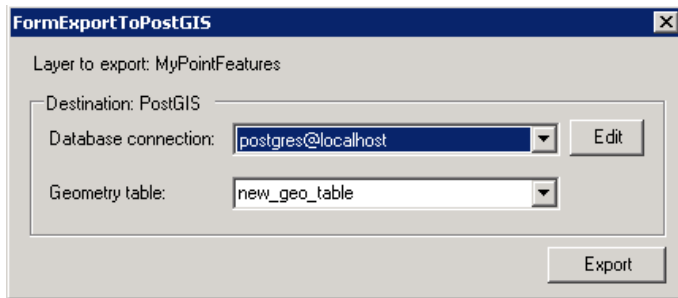 FormExportToPostGIS
Layer to export: MyPointFeatures
Destination: PostGIS
Database connection: postgres@localhost Edit
Geometry table: new_geo_table
Export